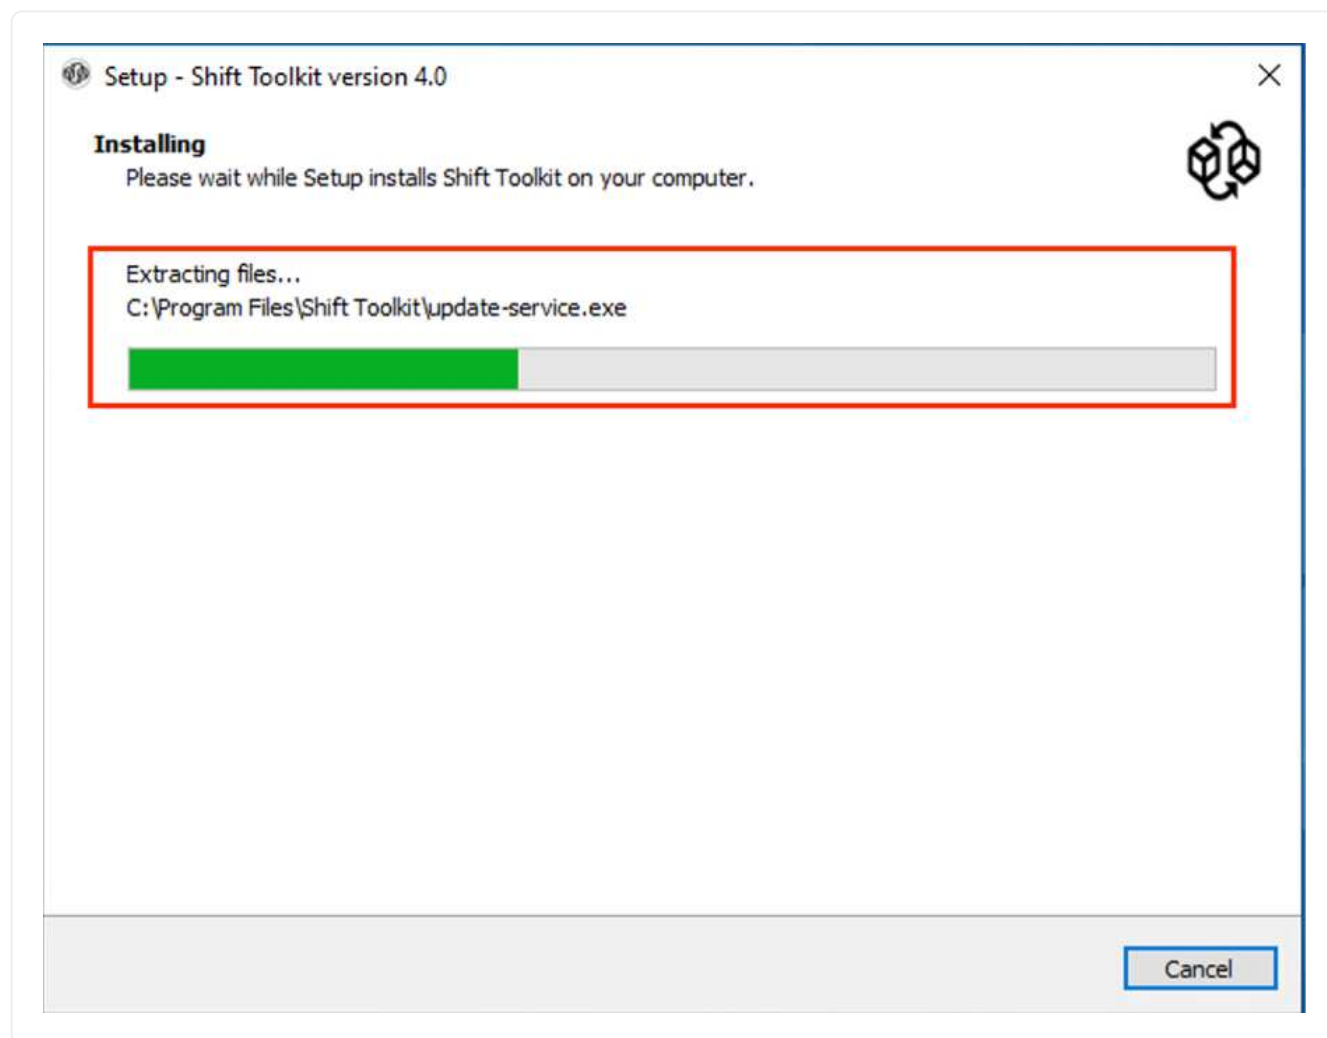 Setup - Shift Toolkit version 4.0
Installing
Please wait while Setup installs Shift Toolkit on your computer.
Extracting files...
C:\Program Files\Shift Toolkit\update-service.exe
Cancel